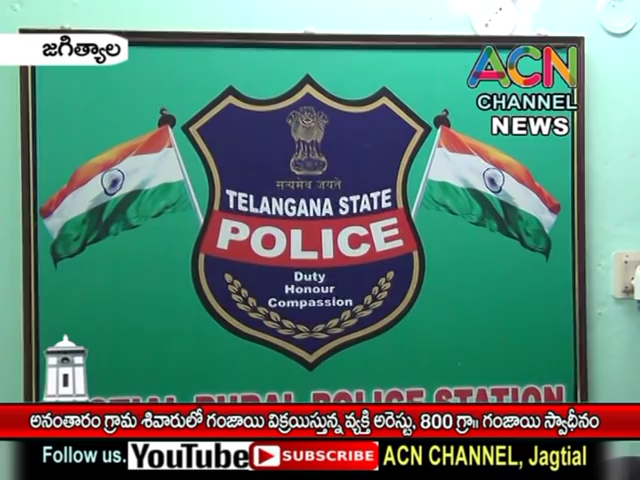 జగిత్యాల
ACN
CHANNEL
NEWS
सत्यमेव जयते
TELANGANA STATE
POLICE
Duty
Honour
Compassion
JAGTIAL RURAL POLICE STATION
అనంతారం గ్రామ శివారులో గంజాయి విక్రయిస్తున్న వ్యక్తి అరెస్టు, 800 గ్రా॥ గంజాయి స్వాధీనం
Follow us. YouTube SUBSCRIBE ACN CHANNEL, Jagtial